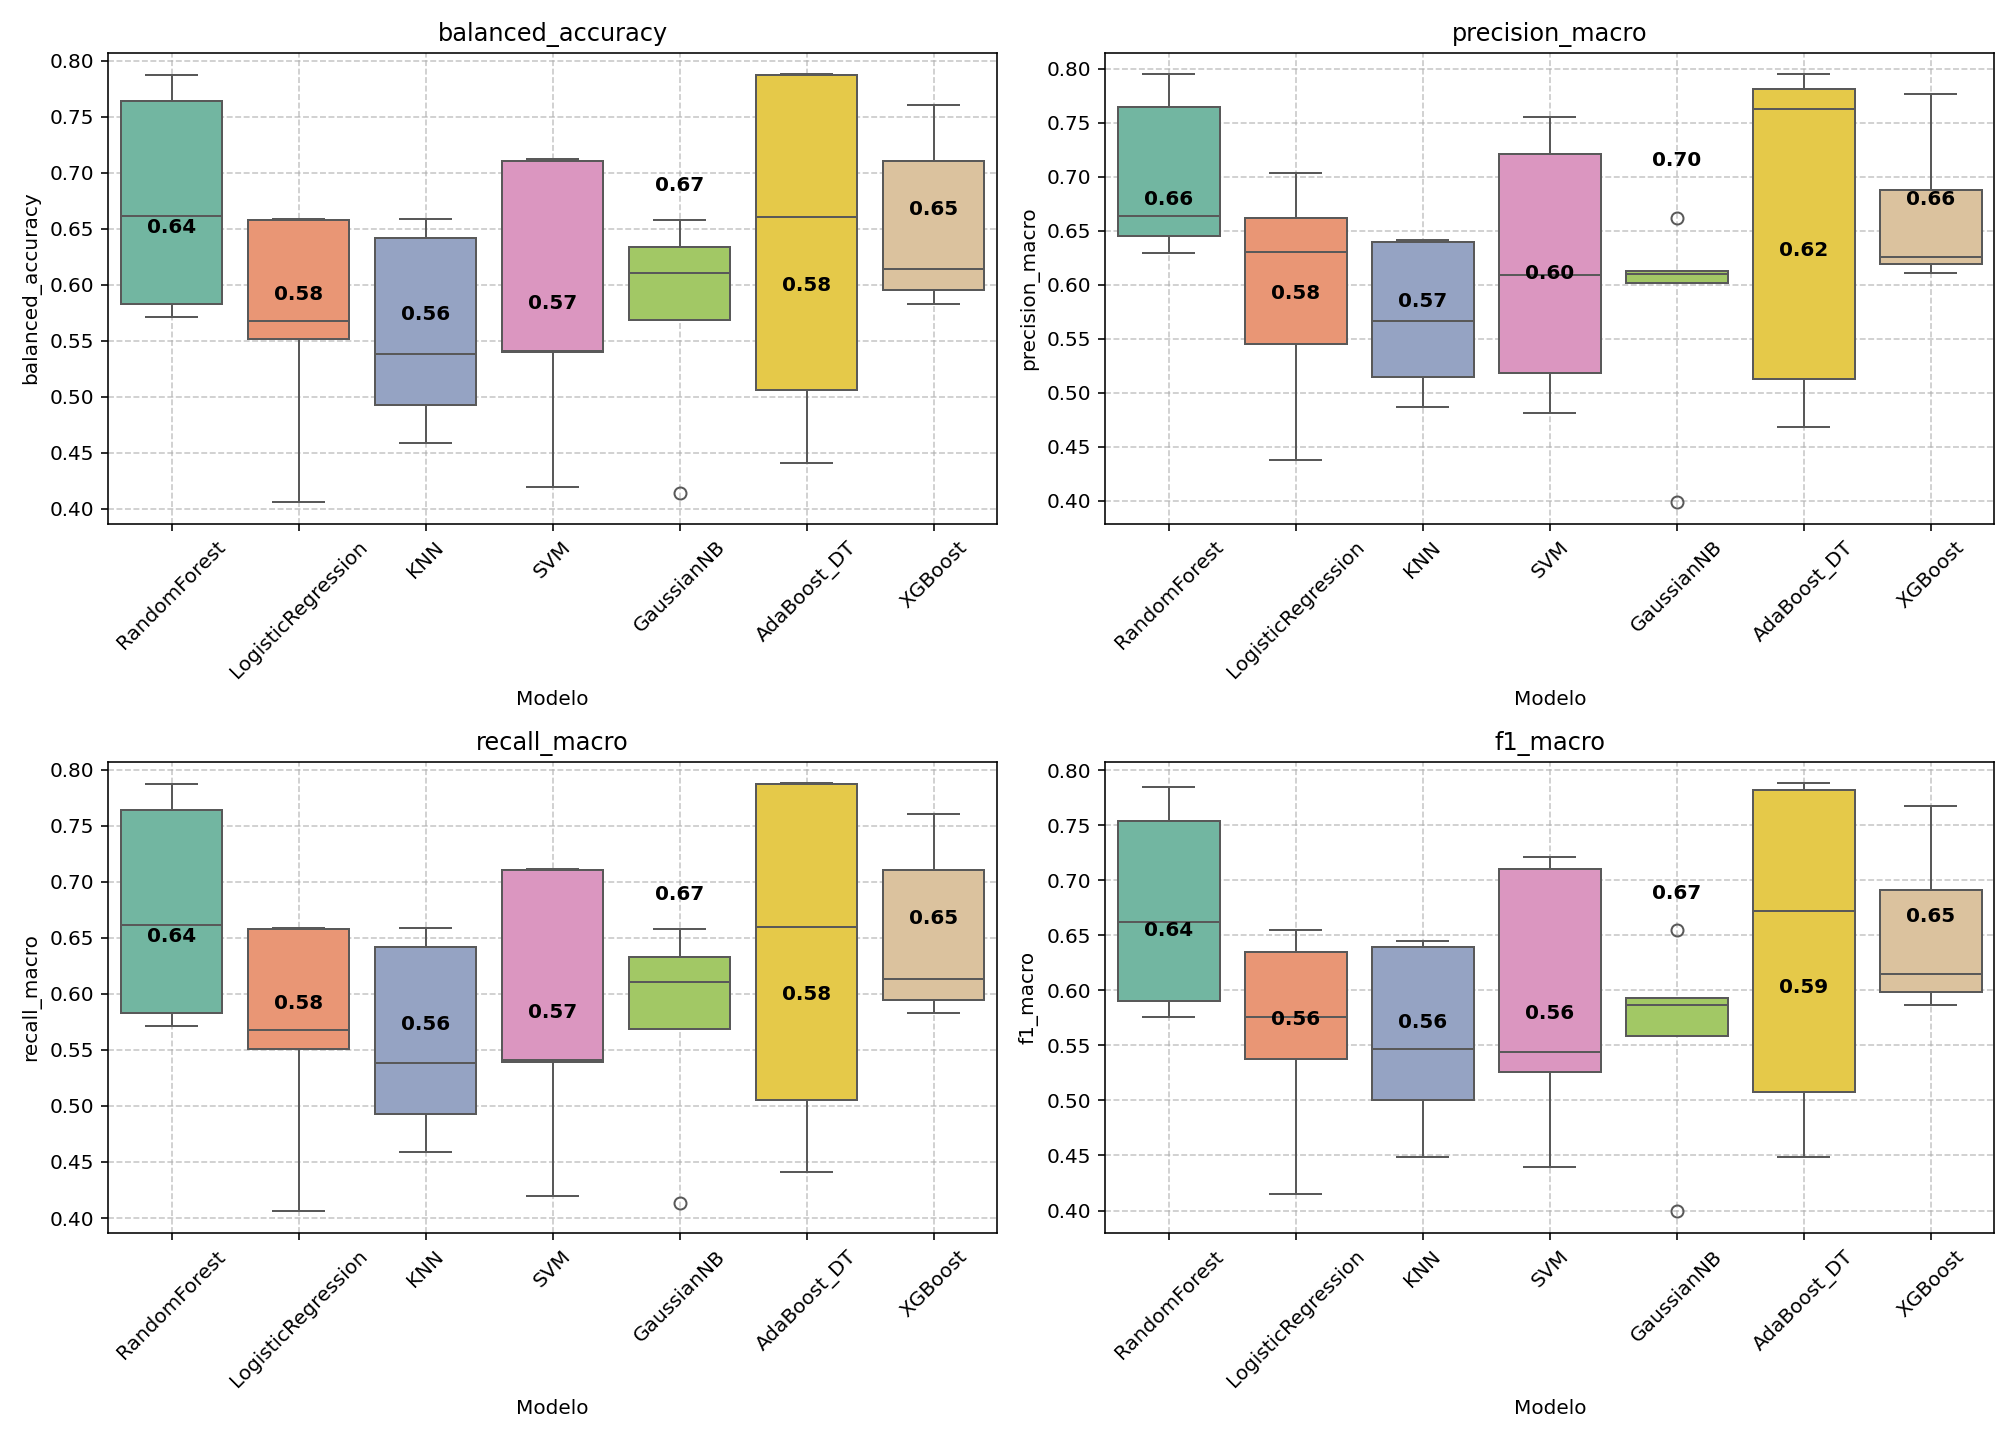 balanced_accuracy
balanced_accuracy
0.80
0.75
0.70
0.65
0.60
0.55
0.50
0.45
0.40
0.64
0.58
0.56
0.57
0.67
0.58
0.65
RandomForest
LogisticRegression
KNN
SVM
GaussianNB
AdaBoost_DT
XGBoost
Modelo
precision_macro
precision_macro
0.80
0.75
0.70
0.65
0.60
0.55
0.50
0.45
0.40
0.66
0.58
0.57
0.60
0.70
0.62
0.66
RandomForest
LogisticRegression
KNN
SVM
GaussianNB
AdaBoost_DT
XGBoost
Modelo
recall_macro
recall_macro
0.80
0.75
0.70
0.65
0.60
0.55
0.50
0.45
0.40
0.64
0.58
0.56
0.57
0.67
0.58
0.65
RandomForest
LogisticRegression
KNN
SVM
GaussianNB
AdaBoost_DT
XGBoost
Modelo
f1_macro
f1_macro
0.80
0.75
0.70
0.65
0.60
0.55
0.50
0.45
0.40
0.64
0.56
0.56
0.56
0.67
0.59
0.65
RandomForest
LogisticRegression
KNN
SVM
GaussianNB
AdaBoost_DT
XGBoost
Modelo